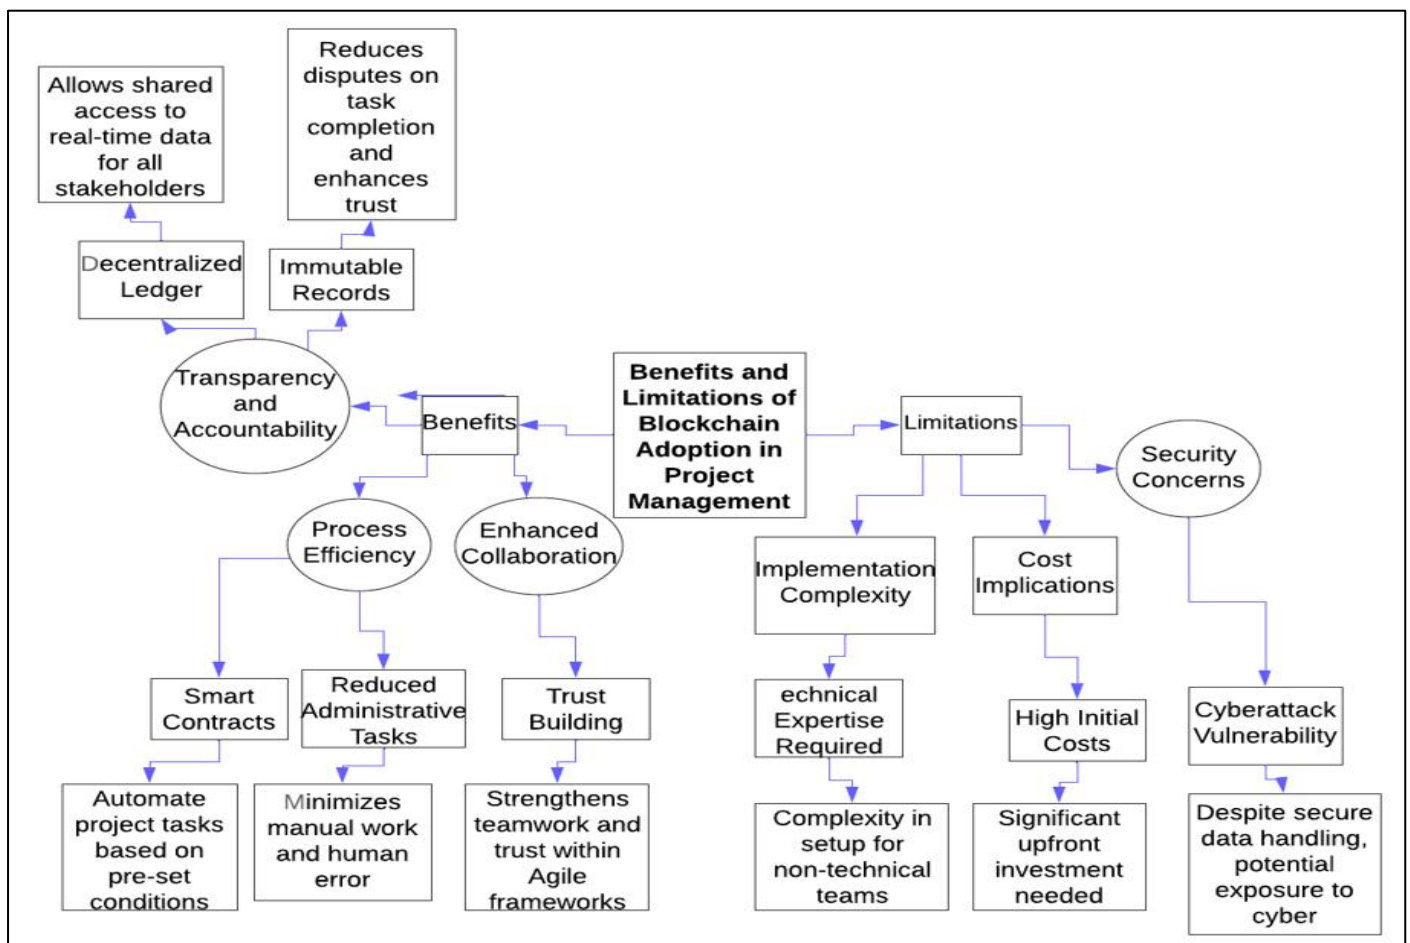 Reduces
disputes on
task
completion
and
enhances
trust
Allows shared
access to
real-time data
for all
stakeholders
Decentralized
Ledger
Immutable
Records
Transparency
and
Accountability
Benefits
Benefits and
Limitations of
Blockchain
Adoption in
Project
Management
Limitations
Security
Concerns
Process
Efficiency
Enhanced
Collaboration
Implementation
Complexity
Cost
Implications
Smart
Contracts
Reduced
Administrative
Tasks
Trust
Building
echnical
Expertise
Required
High Initial
Costs
Cyberattack
Vulnerability
Automate
project tasks
based on
pre-set
conditions
Minimizes
manual work
and human
error
Strengthens
teamwork and
trust within
Agile
frameworks
Complexity in
setup for
non-technical
teams
Significant
upfront
investment
needed
Despite secure
data handling,
potential
exposure to
cyber